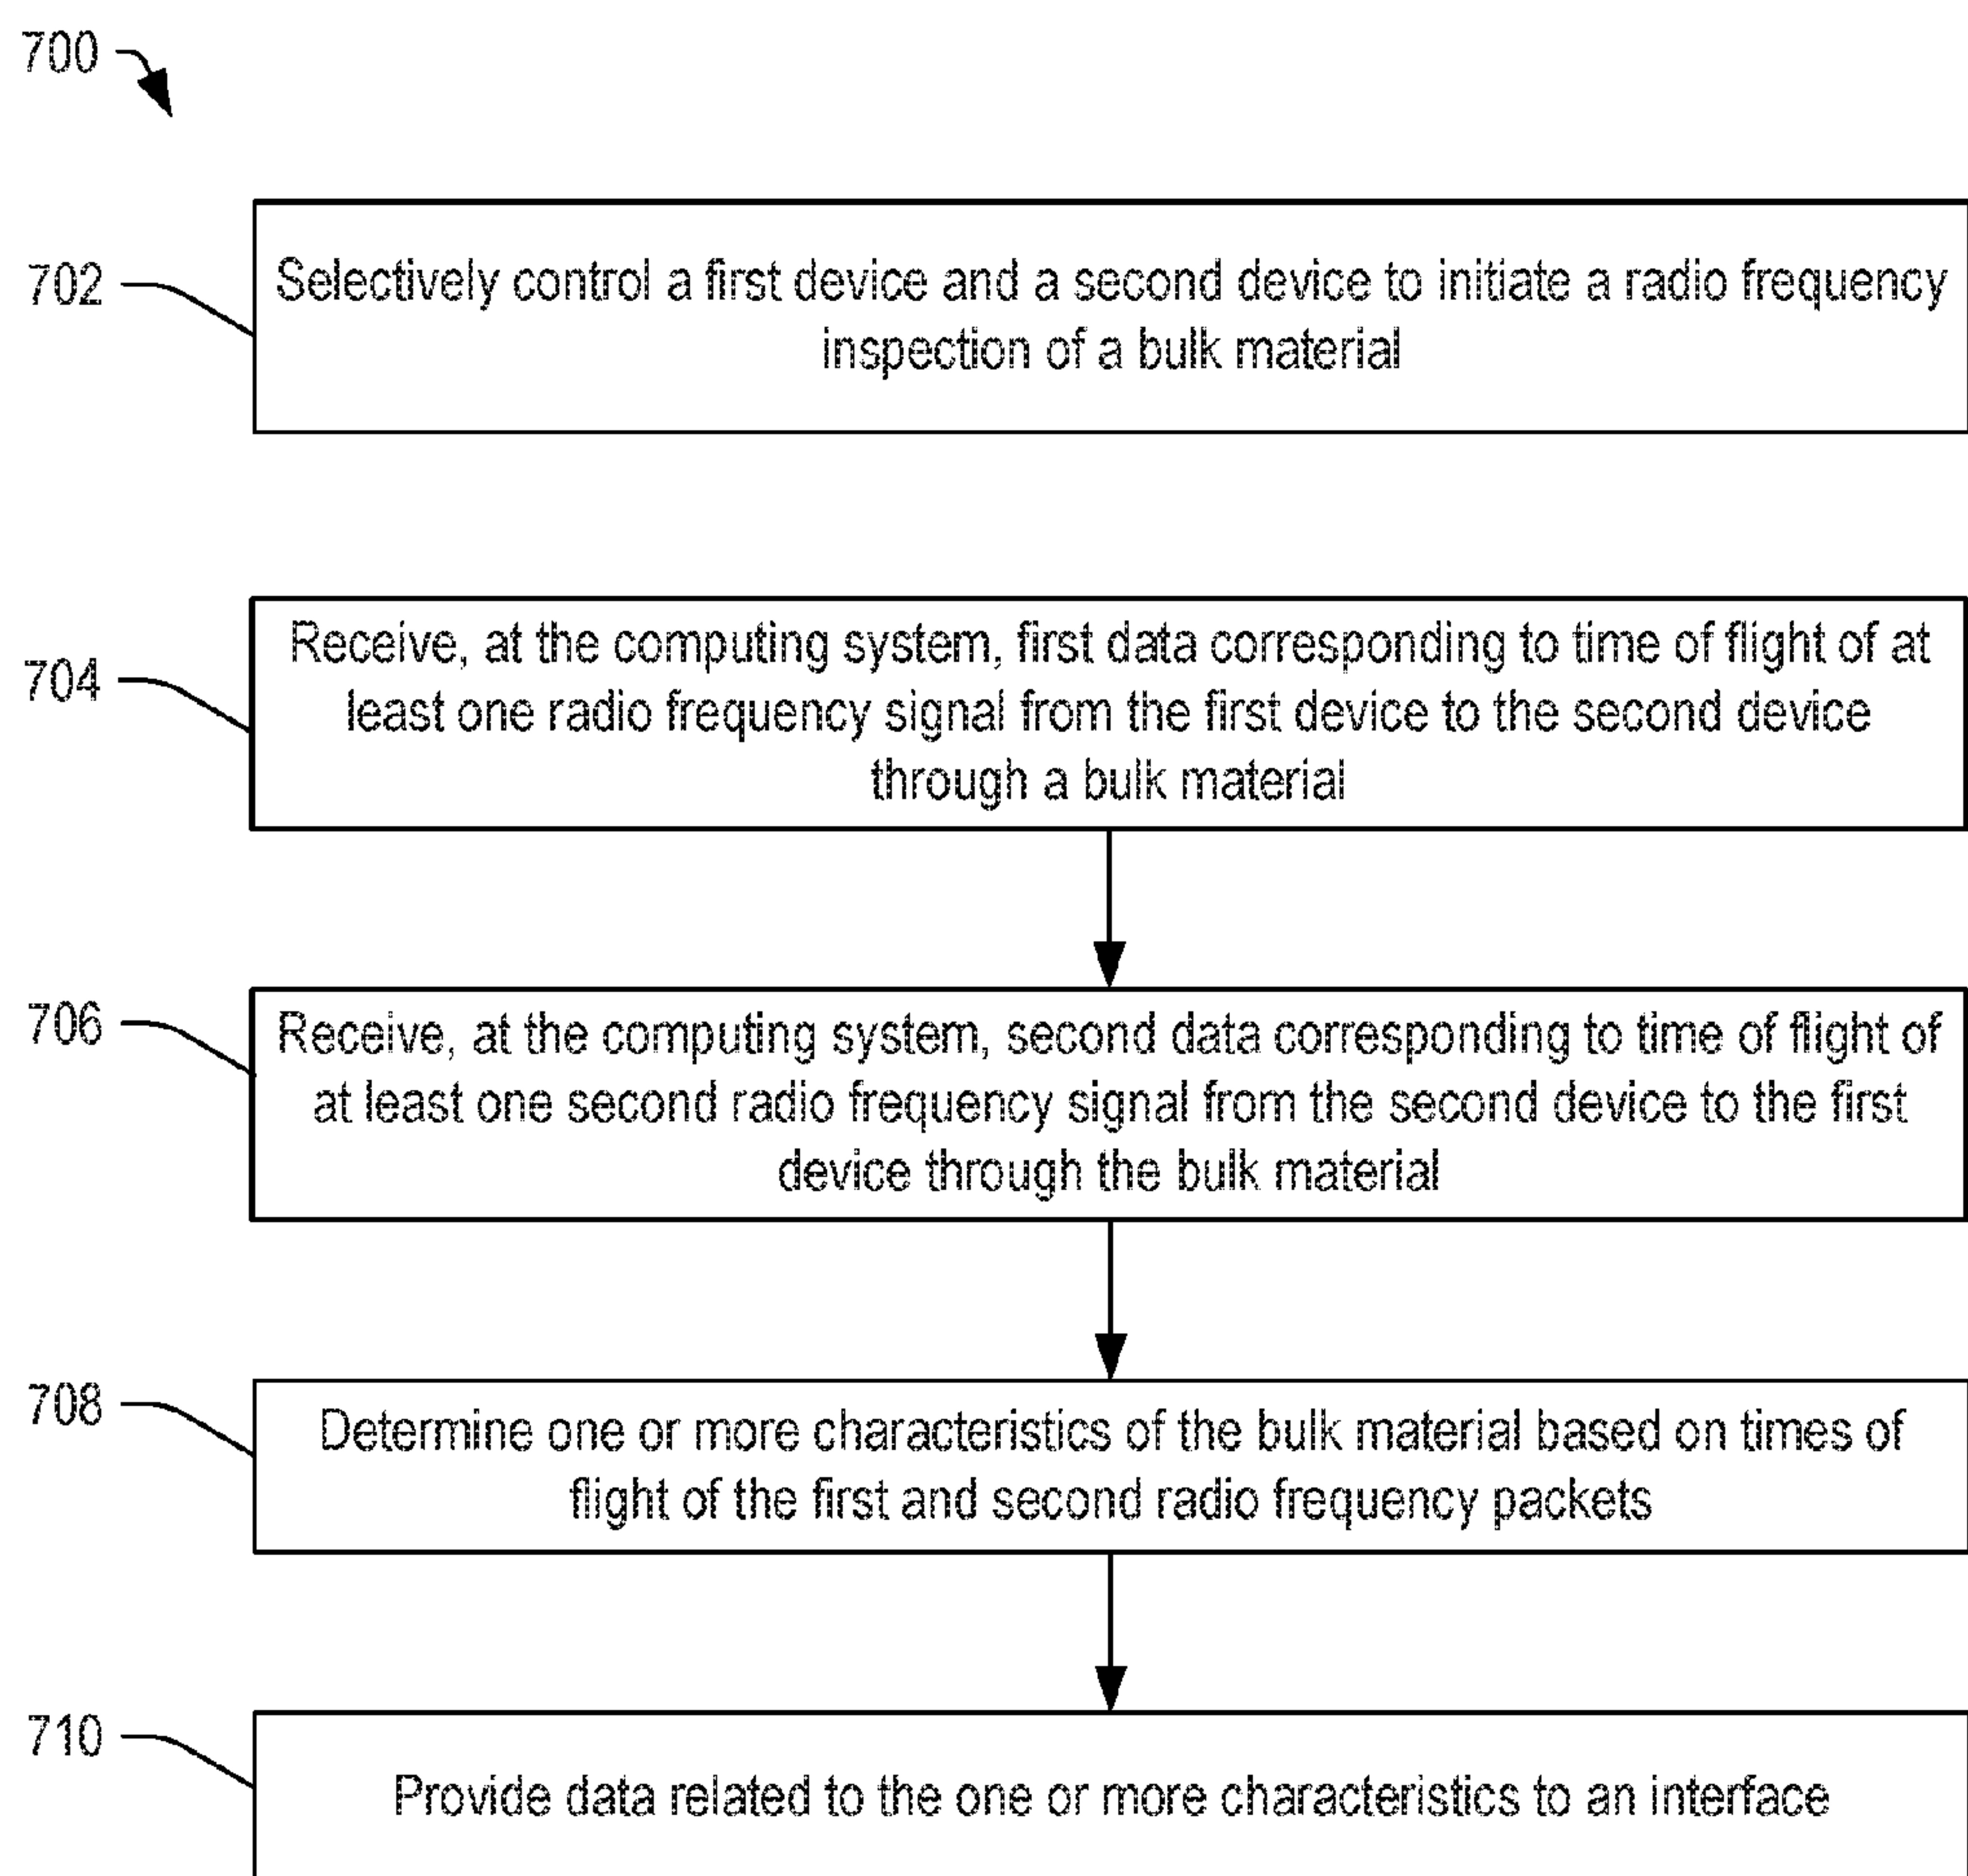 700
702
Selectively control a first device and a second device to initiate a radio frequency
inspection of a bulk material
704
Receive, at the computing system, first data corresponding to time of flight of at
least one radio frequency signal from the first device to the second device
through a bulk material
706
Receive, at the computing system, second data corresponding to time of flight of
at least one second radio frequency signal from the second device to the first
device through the bulk material
708
Determine one or more characteristics of the bulk material based on times of
flight of the first and second radio frequency packets
710
Provide data related to the one or more characteristics to an interface